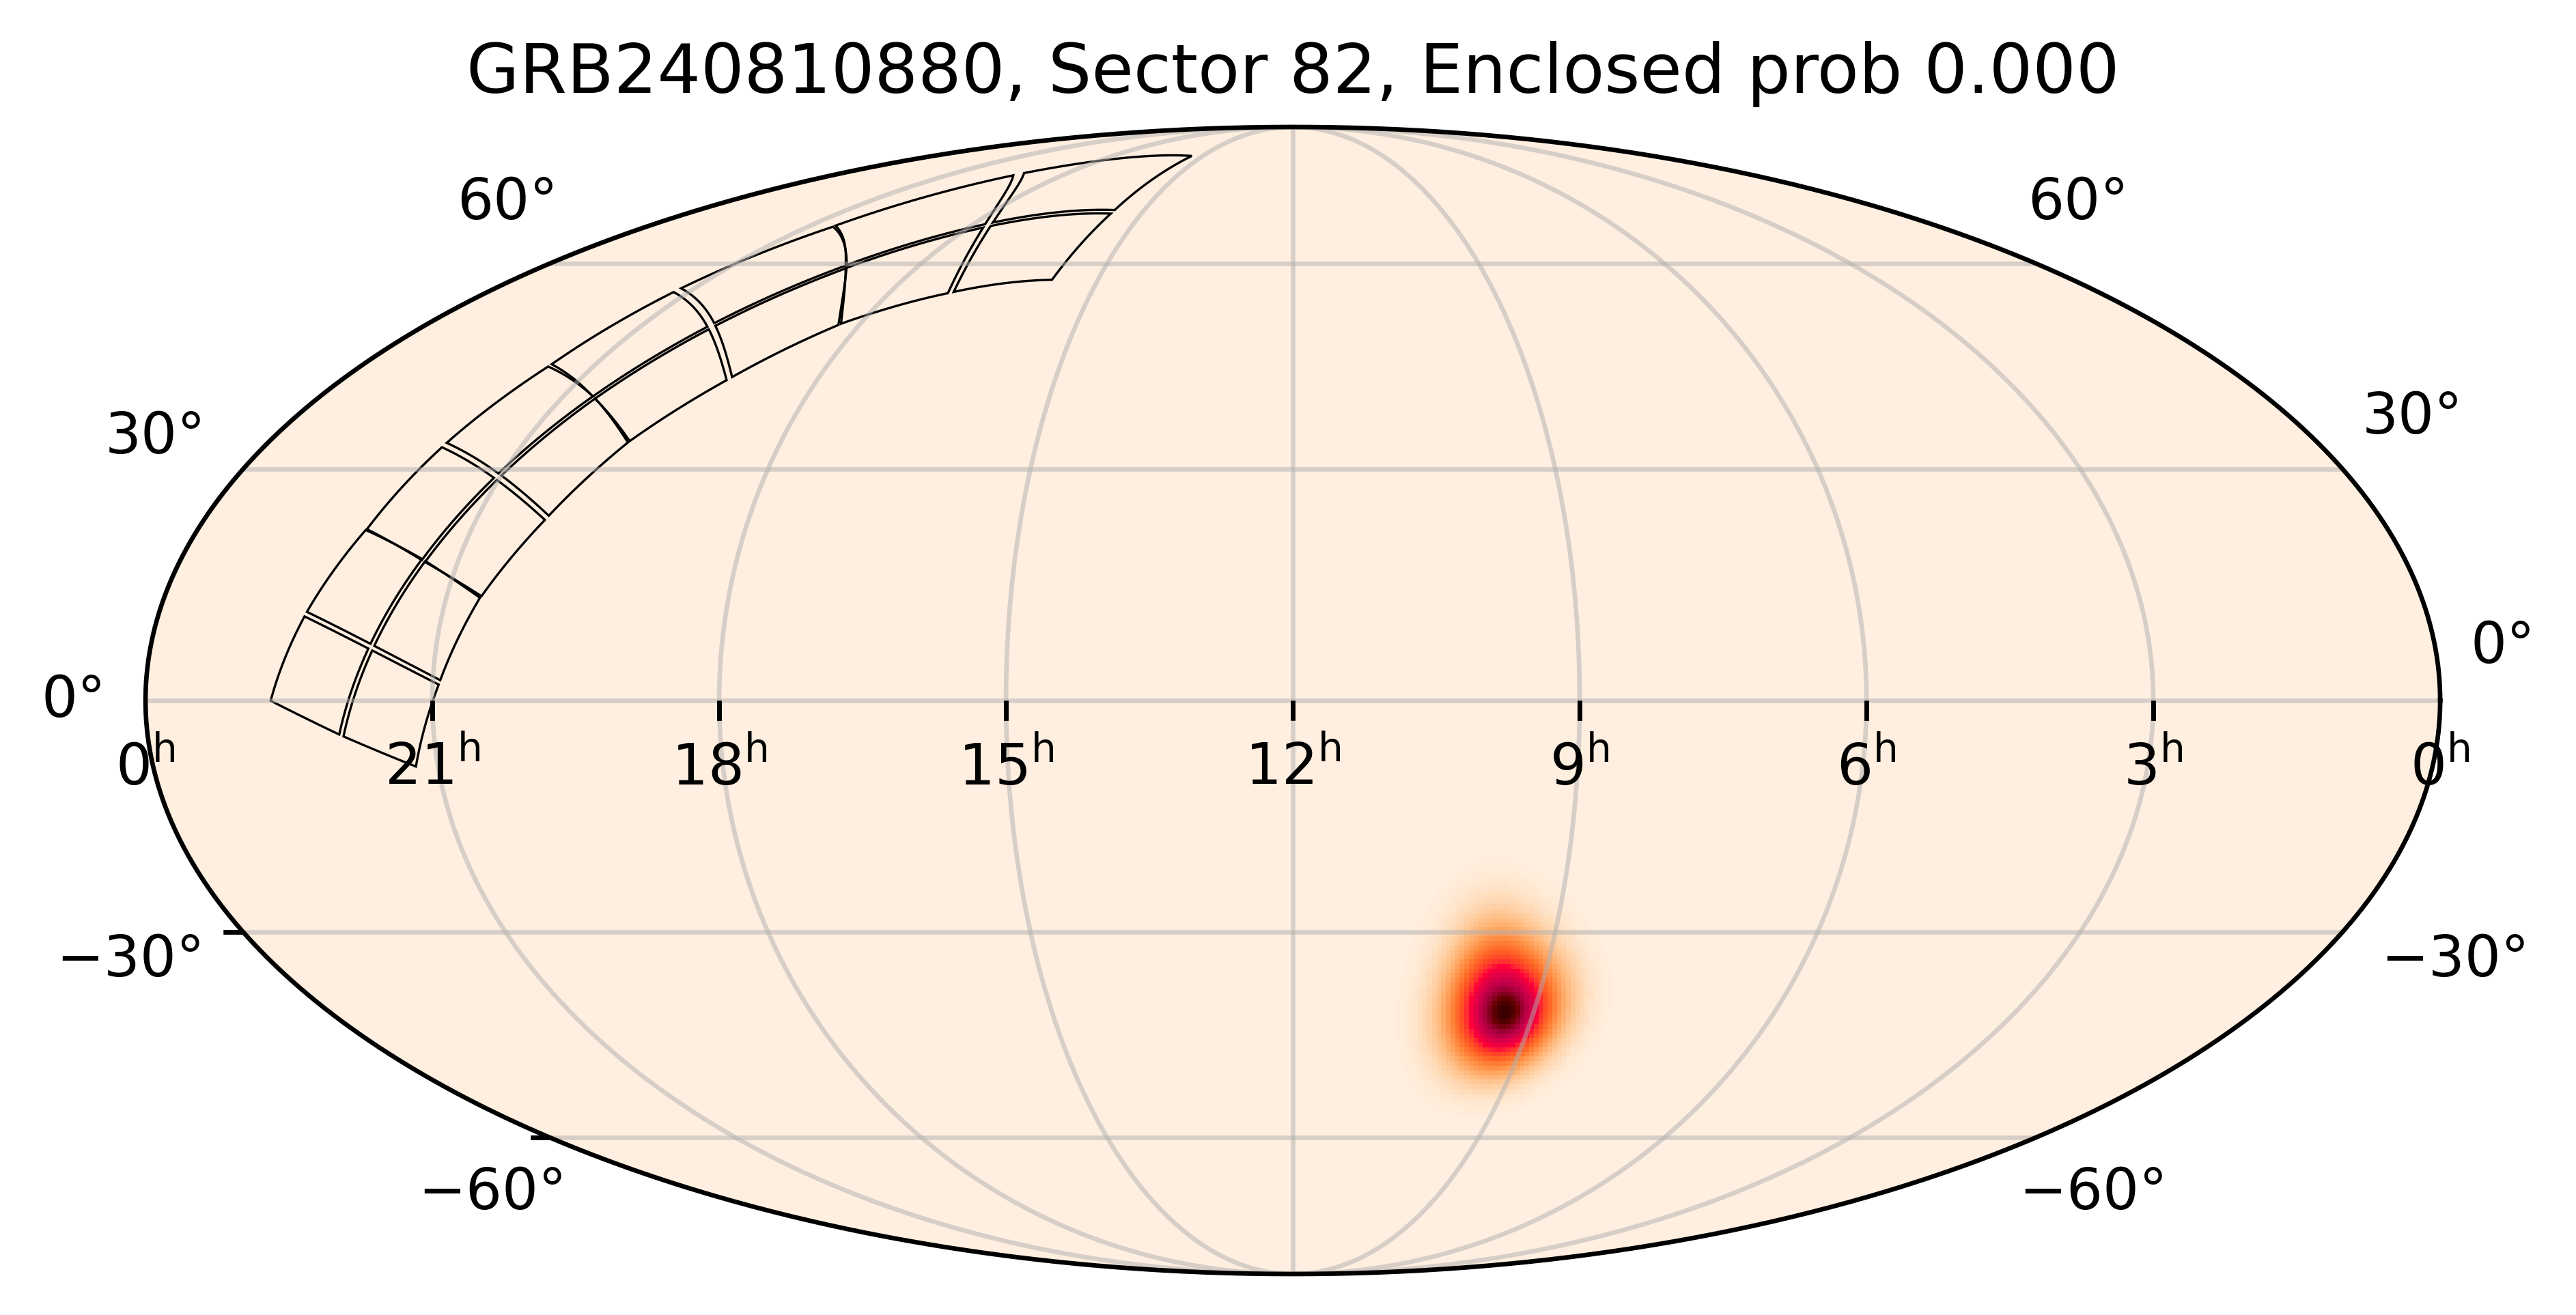 GRB240810880, Sector 82, Enclosed prob 0.000
60° 60°
30° 30°
0° 0°
0ʰ 21ʰ 18ʰ 15ʰ 12ʰ 9ʰ 6ʰ 3ʰ 0ʰ
−30° −30°
−60° −60°